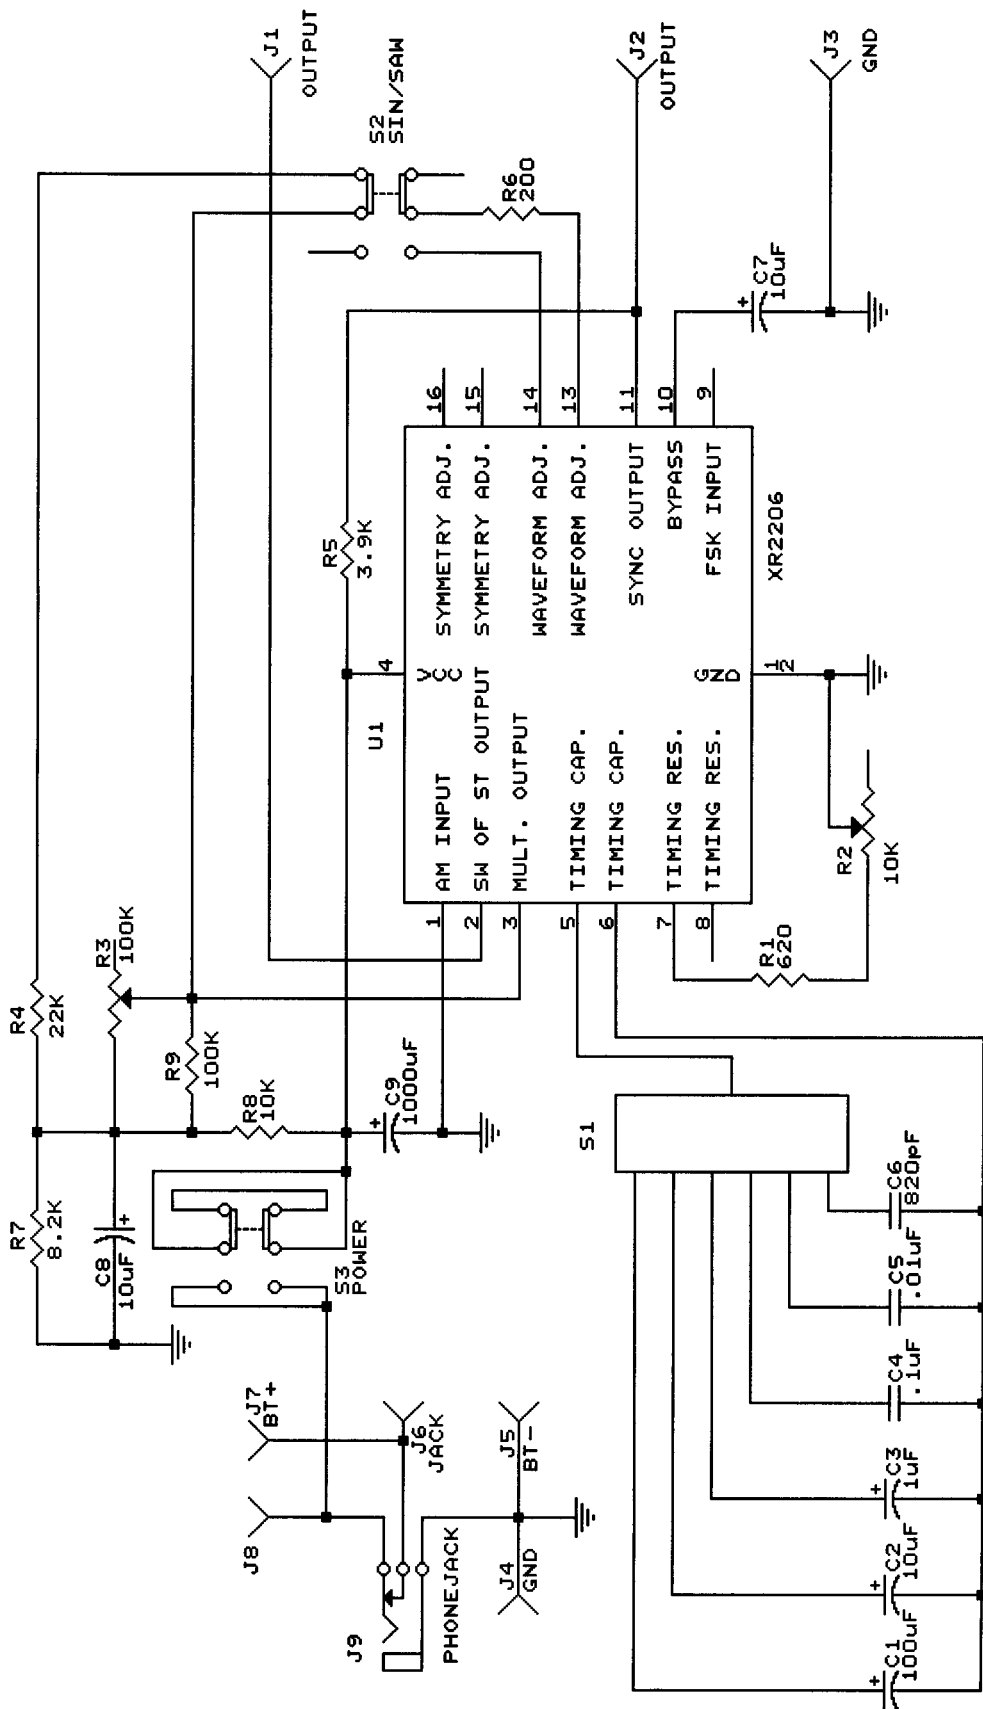 J1
OUTPUT
S2
SIN/SAW
J2
OUTPUT
J3
GND
R6
200
C7
10uF
+
R4
22K
R3
100K
R9
100K
R8
10K
R7
8.2K
C8
10uF
+
C9
1000uF
+
R5
3.9K
S3
POWER
J7
BT+
J8
J6
JACK
J5
BT-
J4
GND
J9
PHONEJACK
U1
XR2206
4
VCC
1 AM INPUT
2 SW OF ST OUTPUT
3 MULT. OUTPUT
5 TIMING CAP.
6 TIMING CAP.
7 TIMING RES.
8 TIMING RES.
SYMMETRY ADJ. 16
SYMMETRY ADJ. 15
WAVEFORM ADJ. 14
WAVEFORM ADJ. 13
SYNC OUTPUT 11
BYPASS 10
FSK INPUT 9
GND
12
R1
620
R2
10K
S1
C1
100uF
+
C2
10uF
+
C3
1uF
+
C4
.1uF
C5
.01uF
C6
820pF